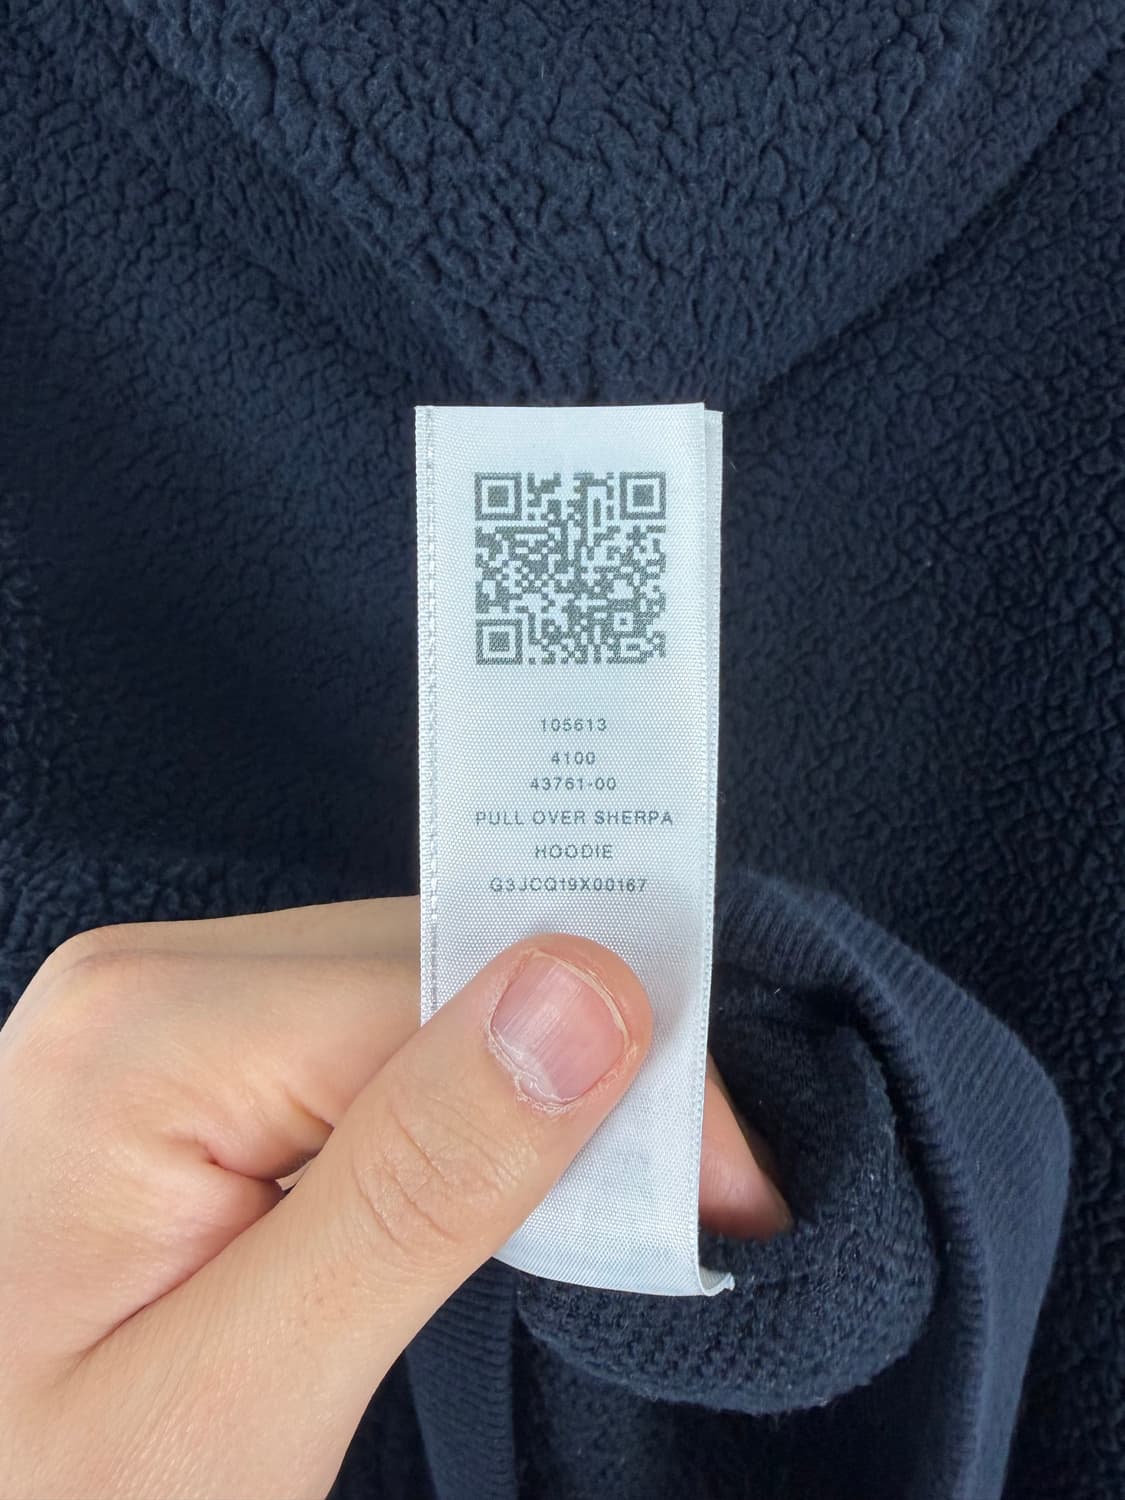 105613
4100
43761-00
PULL OVER SHERPA
HOODIE
G3JCQ19X00167